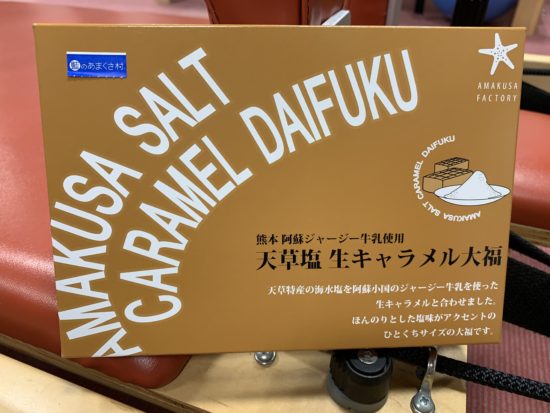 藍のあまくさ村
AMAKUSA SALT
CARAMEL DAIFUKU
AMAKUSA
FACTORY
CARAMEL DAIFUKU
AMAKUSA SALT
熊本 阿蘇ジャージー牛乳使用
天草塩 生キャラメル大福
天草特産の海水塩を阿蘇小国のジャージー牛乳を使った
生キャラメルと合わせました。
ほんのりとした塩味がアクセントの
ひとくちサイズの大福です。